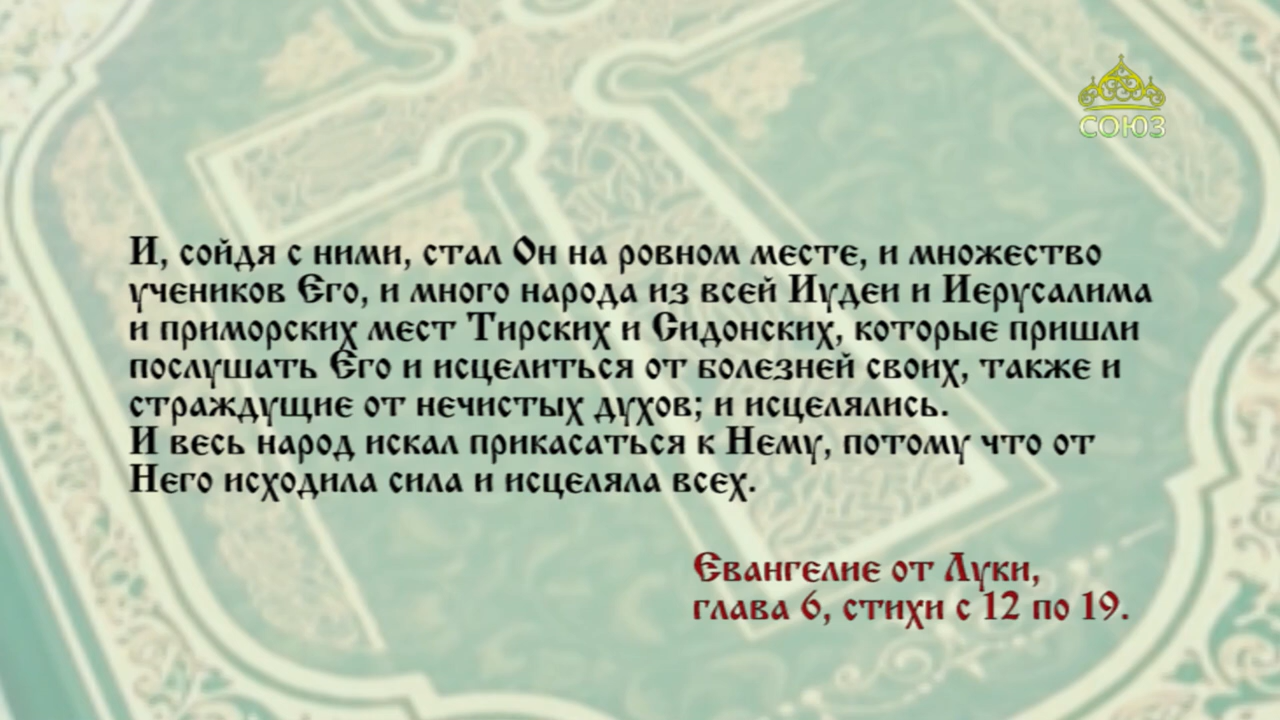 СОЮЗ
И, сойдя с ними, стал Он на ровном месте, и множество
учеников Его, и много народа из всей Иудеи и Иерусалима
и приморских мест Тирских и Сидонских, которые пришли
послушать Его и исцелиться от болезней своих, также и
страждущие от нечистых духов; и исцелялись.
И весь народ искал прикасаться к Нему, потому что от
Него исходила сила и исцеляла всех.
Евангелие от Луки,
глава 6, стихи с 12 по 19.